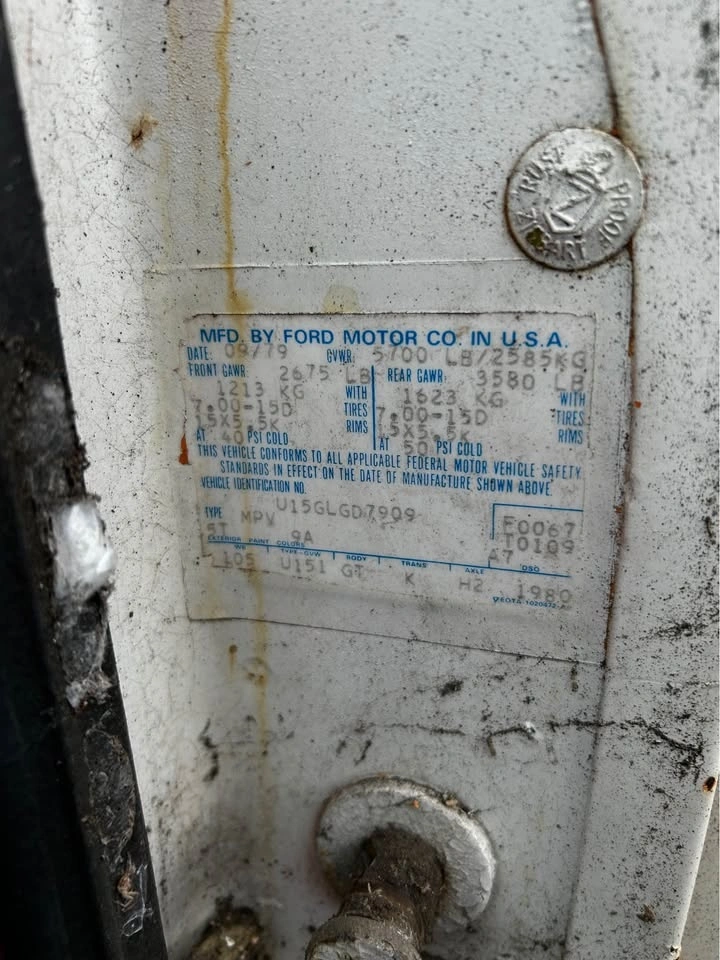 RUST PROOF
ZIEBART
MFD. BY FORD MOTOR CO. IN U.S.A.
DATE: 09/79 GVWR: 5700 LB/2585KG
FRONT GAWR: 2675 LB REAR GAWR: 3580 LB
1213 KG WITH 1623 KG WITH
7.00-15D TIRES 7.00-15D TIRES
15X5.5K RIMS 15X5.5K RIMS
AT 40 PSI COLD AT 50 PSI COLD
THIS VEHICLE CONFORMS TO ALL APPLICABLE FEDERAL MOTOR VEHICLE SAFETY
STANDARDS IN EFFECT ON THE DATE OF MANUFACTURE SHOWN ABOVE.
VEHICLE IDENTIFICATION NO.
U15GLGD7909
TYPE MPV F0067
5T 9A T0109
EXTERIOR PAINT COLORS A7 DSO
WB TYPE-GVW BODY TRANS AXLE
105 U151 GT K H2 1980